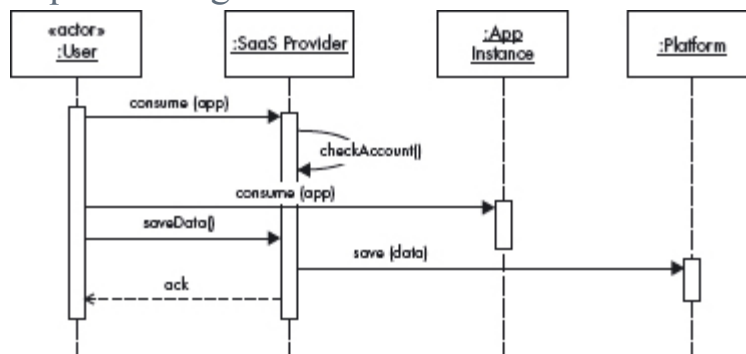 «actor»
:User
:SaaS Provider
:App
Instance
:Platform
consume (app)
checkAccount()
consume (app)
saveData()
save (data)
ack